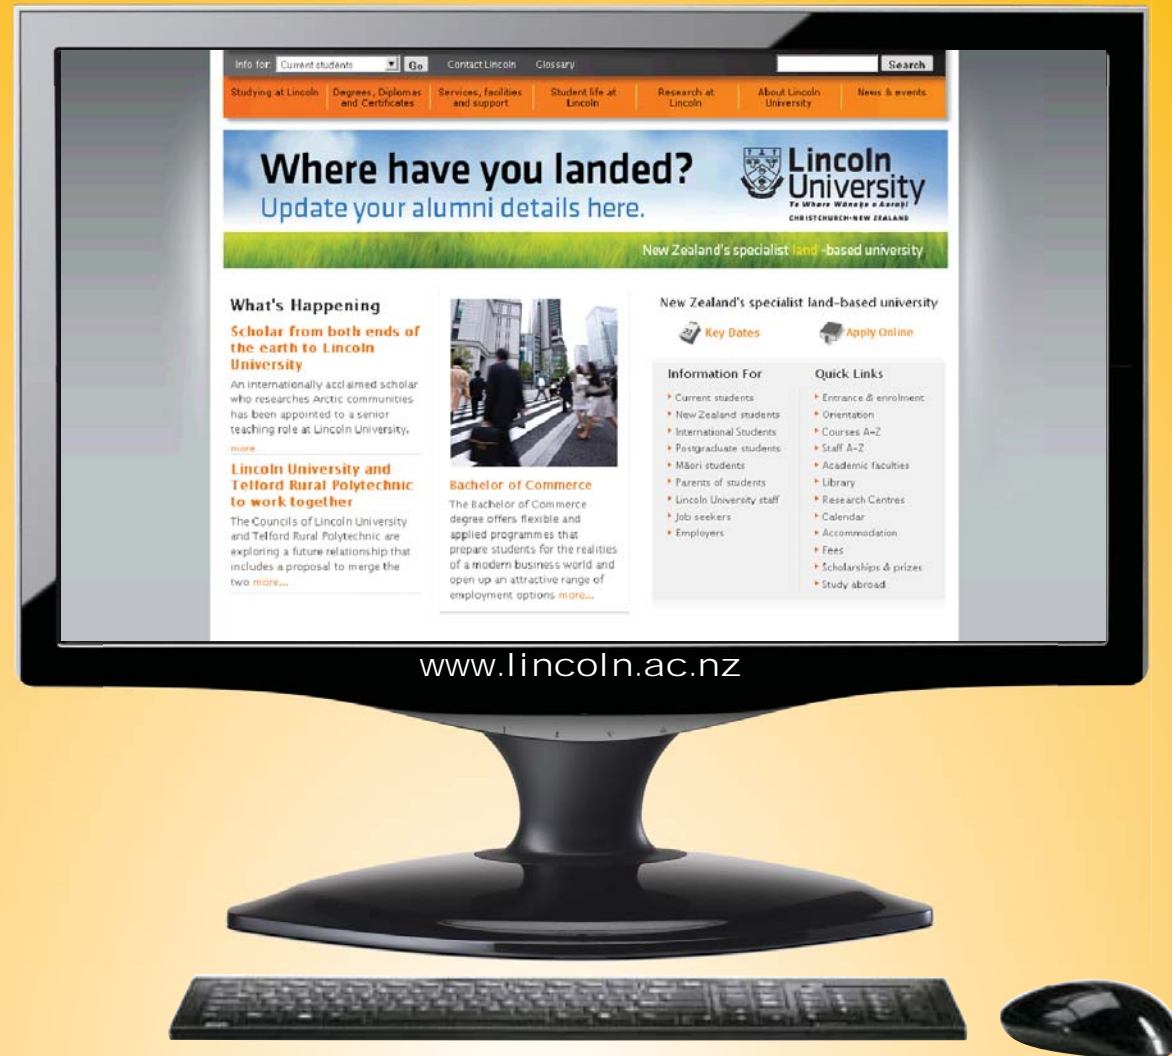 Info for: Current students Go Contact Lincoln Glossary Search
Studying at Lincoln
Degrees, Diplomas
and Certificates
Services, facilities
and support
Student life at
Lincoln
Research at
Lincoln
About Lincoln
University
News & events
Where have you landed?
Update your alumni details here.
Lincoln
University
Te Whare Wānaka o Aoraki
CHRISTCHURCH•NEW ZEALAND
New Zealand's specialist land -based university
What's Happening
Scholar from both ends of
the earth to Lincoln
University
An internationally acclaimed scholar
who researches Arctic communities
has been appointed to a senior
teaching role at Lincoln University.
more...
Lincoln University and
Telford Rural Polytechnic
to work together
The Councils of Lincoln University
and Telford Rural Polytechnic are
exploring a future relationship that
includes a proposal to merge the
two more...
Bachelor of Commerce
The Bachelor of Commerce
degree offers flexible and
applied programmes that
prepare students for the realities
of a modern business world and
open up an attractive range of
employment options more...
New Zealand's specialist land-based university
Key Dates
Apply Online
Information For
Current students
New Zealand students
International Students
Postgraduate students
Māori students
Parents of students
Lincoln University staff
Job seekers
Employers
Quick Links
Entrance & enrolment
Orientation
Courses A-Z
Staff A-Z
Academic faculties
Library
Research Centres
Calendar
Accommodation
Fees
Scholarships & prizes
Study abroad
www.lincoln.ac.nz